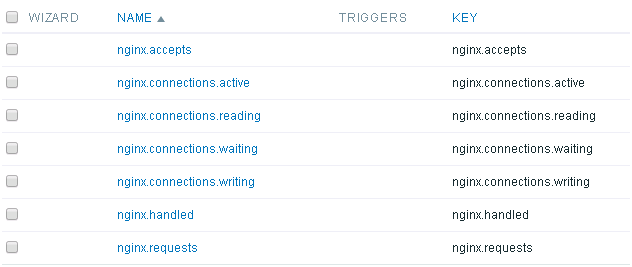 WIZARD NAME TRIGGERS KEY
nginx.accepts nginx.accepts
nginx.connections.active nginx.connections.active
nginx.connections.reading nginx.connections.reading
nginx.connections.waiting nginx.connections.waiting
nginx.connections.writing nginx.connections.writing
nginx.handled nginx.handled
nginx.requests nginx.requests